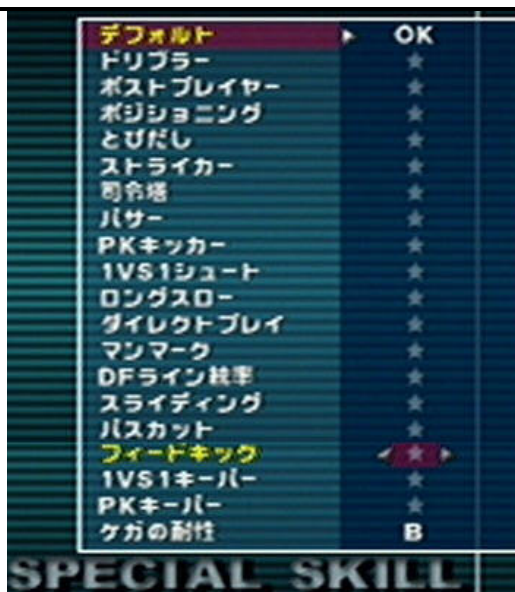 デフォルト OK
ドリブラー ★
ポストプレイヤー ★
ポジショニング ★
とびだし ★
ストライカー ★
司令塔 ★
パサー ★
PKキッカー ★
1VS1シュート ★
ロングスロー ★
ダイレクトプレイ ★
マンマーク ★
DFライン統率 ★
スライディング ★
パスカット ★
フィードキック ★
1VS1キーパー ★
PKキーパー ★
ケガの耐性 B
SPECIAL SKILL